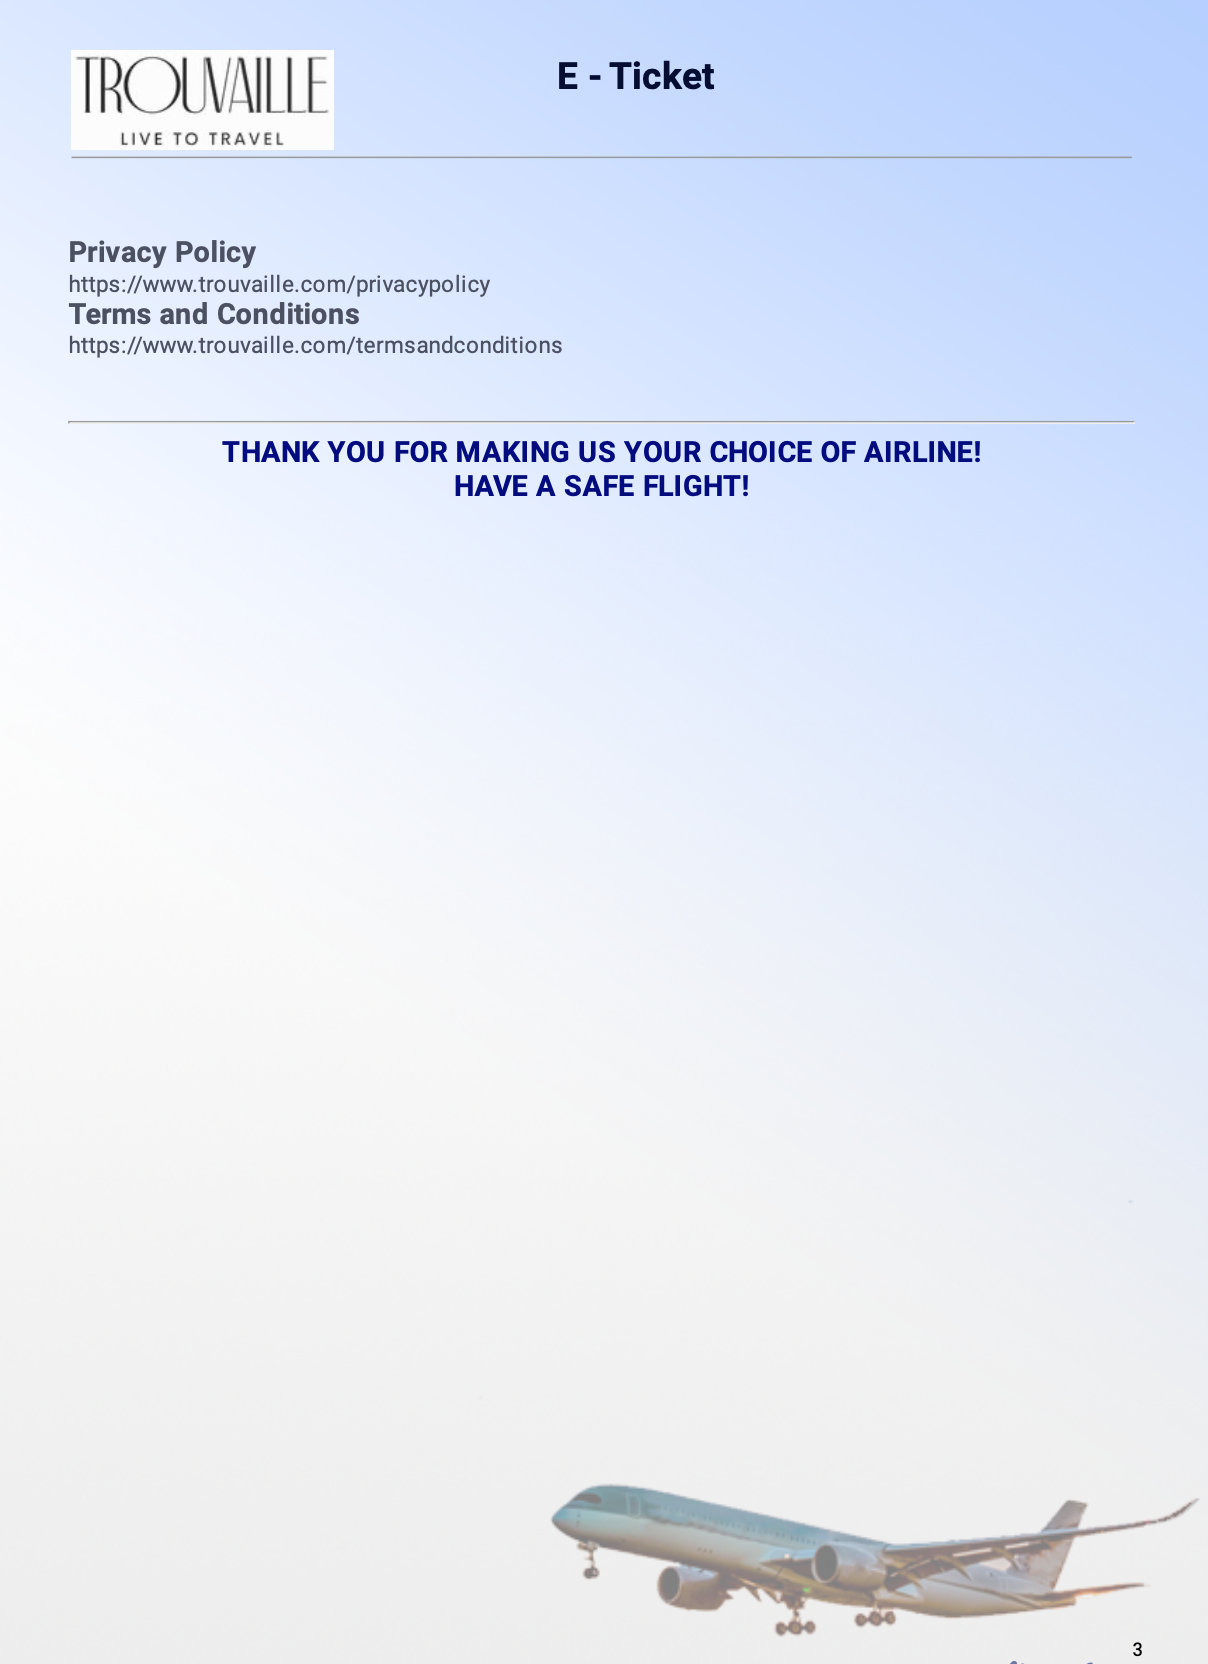 TROUVAILLE
LIVE TO TRAVEL
E - Ticket
Privacy Policy
https://www.trouvaille.com/privacypolicy
Terms and Conditions
https://www.trouvaille.com/termsandconditions
THANK YOU FOR MAKING US YOUR CHOICE OF AIRLINE!
HAVE A SAFE FLIGHT!
3